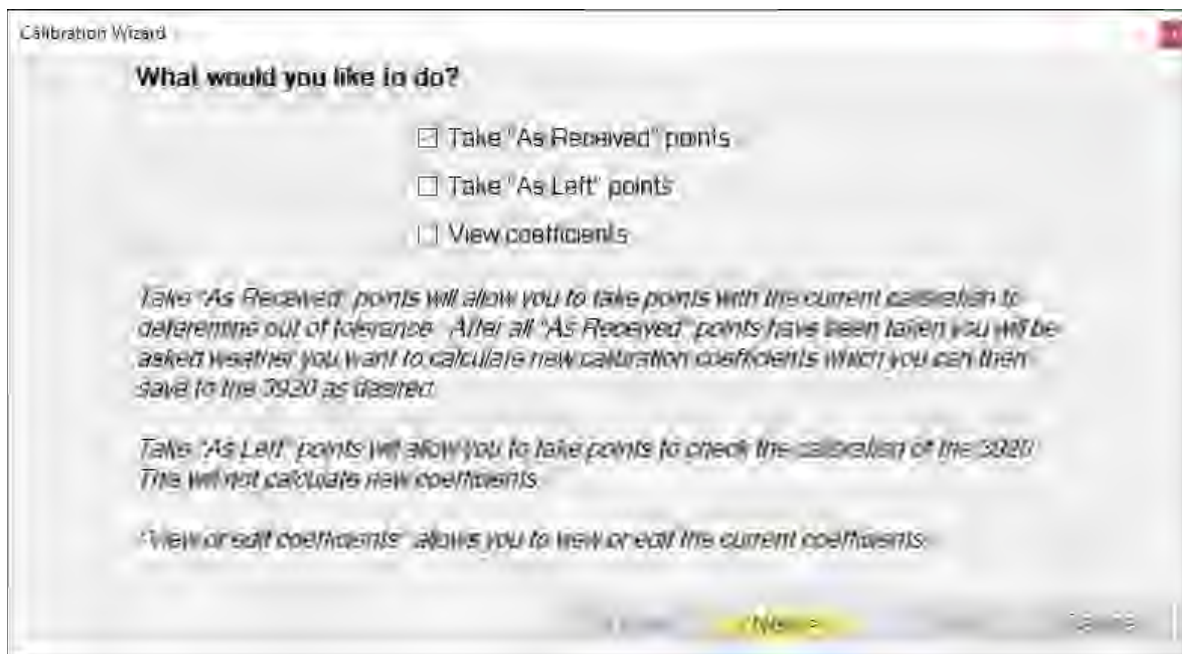 Calibration Wizard
What would you like to do?
Take "As Received" points
Take "As Left" points
View coefficients
Take "As Received" points will allow you to take points with the current calibration to
determine out of tolerance. After all "As Received" points have been taken you will be
asked weather you want to calculate new calibration coefficients which you can then
save to the 3920 as desired.
Take "As Left" points will allow you to take points to check the calibration of the 3920.
This will not calculate new coefficients.
"View or edit coefficients" allows you to view or edit the current coefficients.
Next